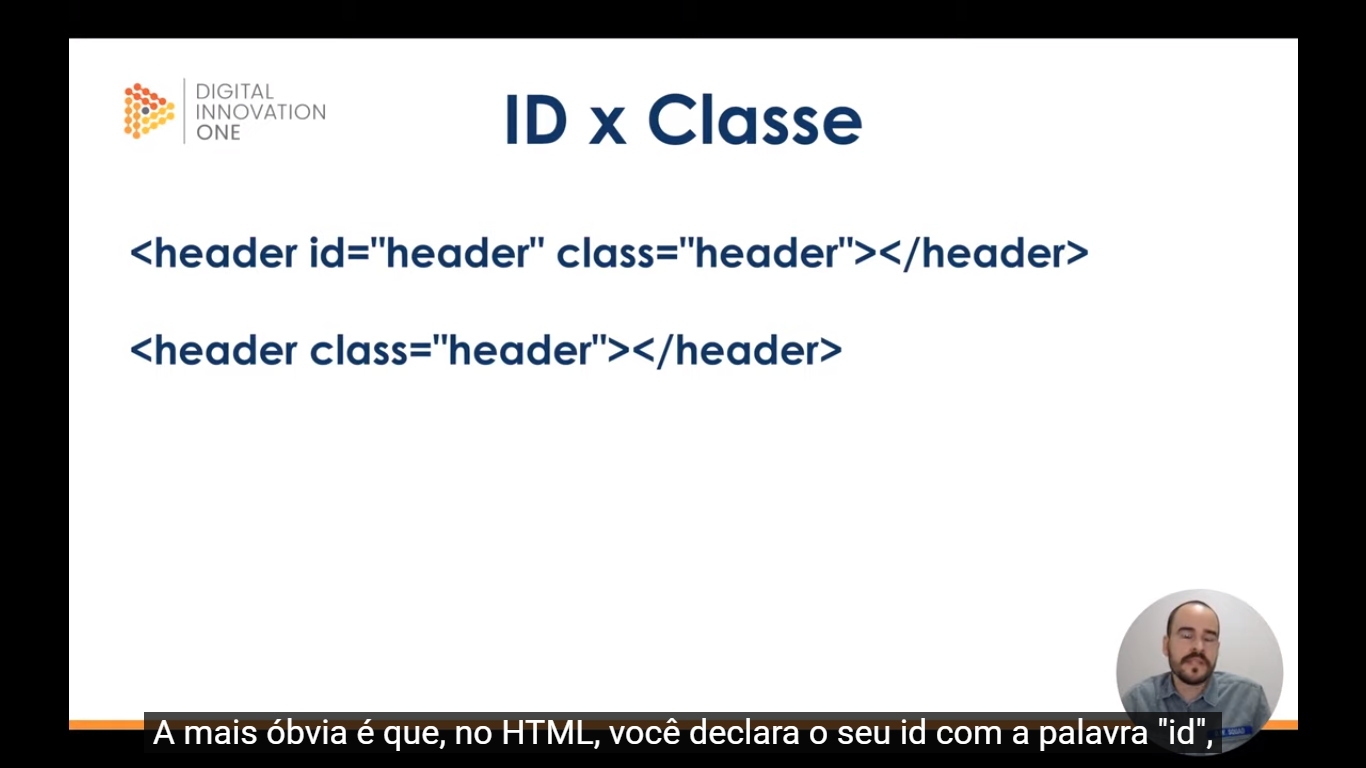 DIGITAL
INNOVATION
ONE
ID x Classe
<header id="header" class="header"></header>
<header class="header"></header>
A mais óbvia é que, no HTML, você declara o seu id com a palavra "id",